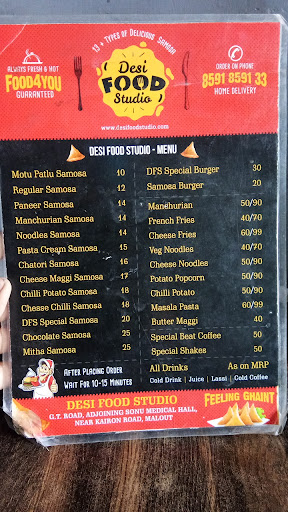 13+ Types of Delicious Samosa
ALWAYS FRESH & HOT
FOOD4YOU
GUARANTEED
Desi
FOOD
Studio
www.desifoodstudio.com
ORDER ON PHONE
8591 8591 33
HOME DELIVERY
DESI FOOD STUDIO - MENU
Motu Patlu Samosa 10
Regular Samosa 12
Paneer Samosa 14
Manchurian Samosa 14
Noodles Samosa 14
Pasta Cream Samosa 15
Chatori Samosa 16
Cheese Maggi Samosa 18
Chilli Potato Samosa 18
Chesse Chilli Samosa 18
DFS Special Samosa 25
Chocolate Samosa 25
Mitha Samosa 25
DFS Special Burger 30
Samosa Burger 20
Manchurian 50/90
French Fries 40/70
Cheese Fries 60/99
Veg Noodles 40/70
Cheese Noodles 50/90
Potato Popcorn 50/90
Chilli Potato 50/90
Masala Pasta 60/99
Butter Maggi 40
Special Beat Coffee 50
Special Shakes 50
All Drinks As on MRP
Cold Drink | Juice | Lassi | Cold Coffee
AFTER PLACING ORDER
WAIT FOR 10-15 MINUTES
DESI FOOD STUDIO
G.T. ROAD, ADJOINING SONU MEDICAL HALL,
NEAR KAIRON ROAD, MALOUT
FEELING GHAINT